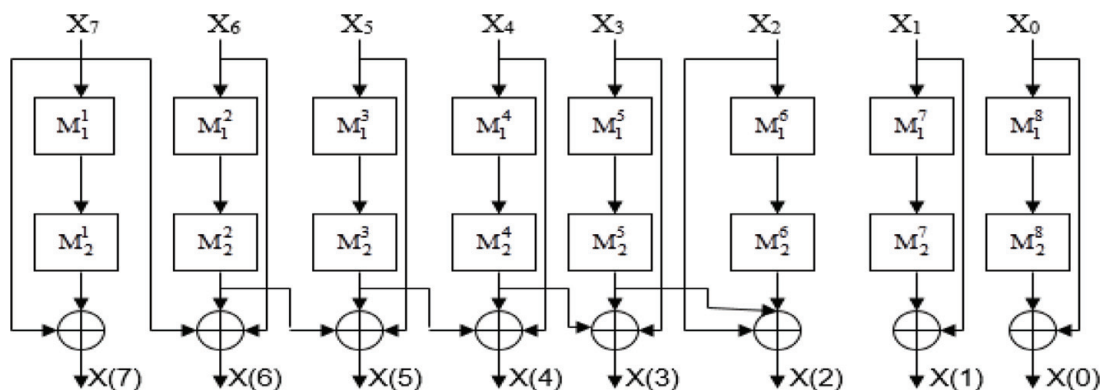 X₇ X₆ X₅ X₄ X₃ X₂ X₁ X₀
M₁¹ M₁² M₁³ M₁⁴ M₁⁵ M₁⁶ M₁⁷ M₁⁸
M₂¹ M₂² M₂³ M₂⁴ M₂⁵ M₂⁶ M₂⁷ M₂⁸
X(7) X(6) X(5) X(4) X(3) X(2) X(1) X(0)